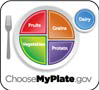 Fruits
Grains
Dairy
Vegetables
Protein
ChooseMyPlate.gov